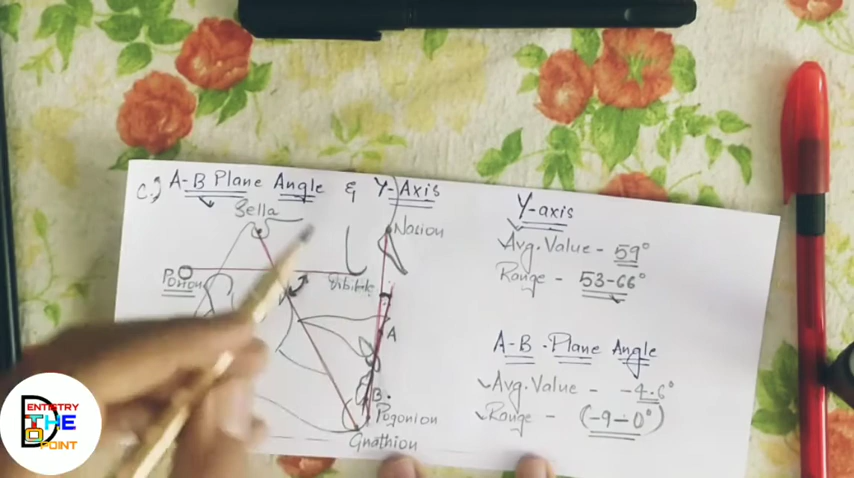 C.) A-B Plane Angle & Y-Axis
Sella
Nasion
Porion
Orbitale
A
B
Pogonion
Gnathion
Y-axis
Avg. Value - 59°
Range - 53-66°
A-B-Plane Angle
Avg. Value - -4.6°
Range - (-9-0°)
DENTISTRY
THE
TO
POINT